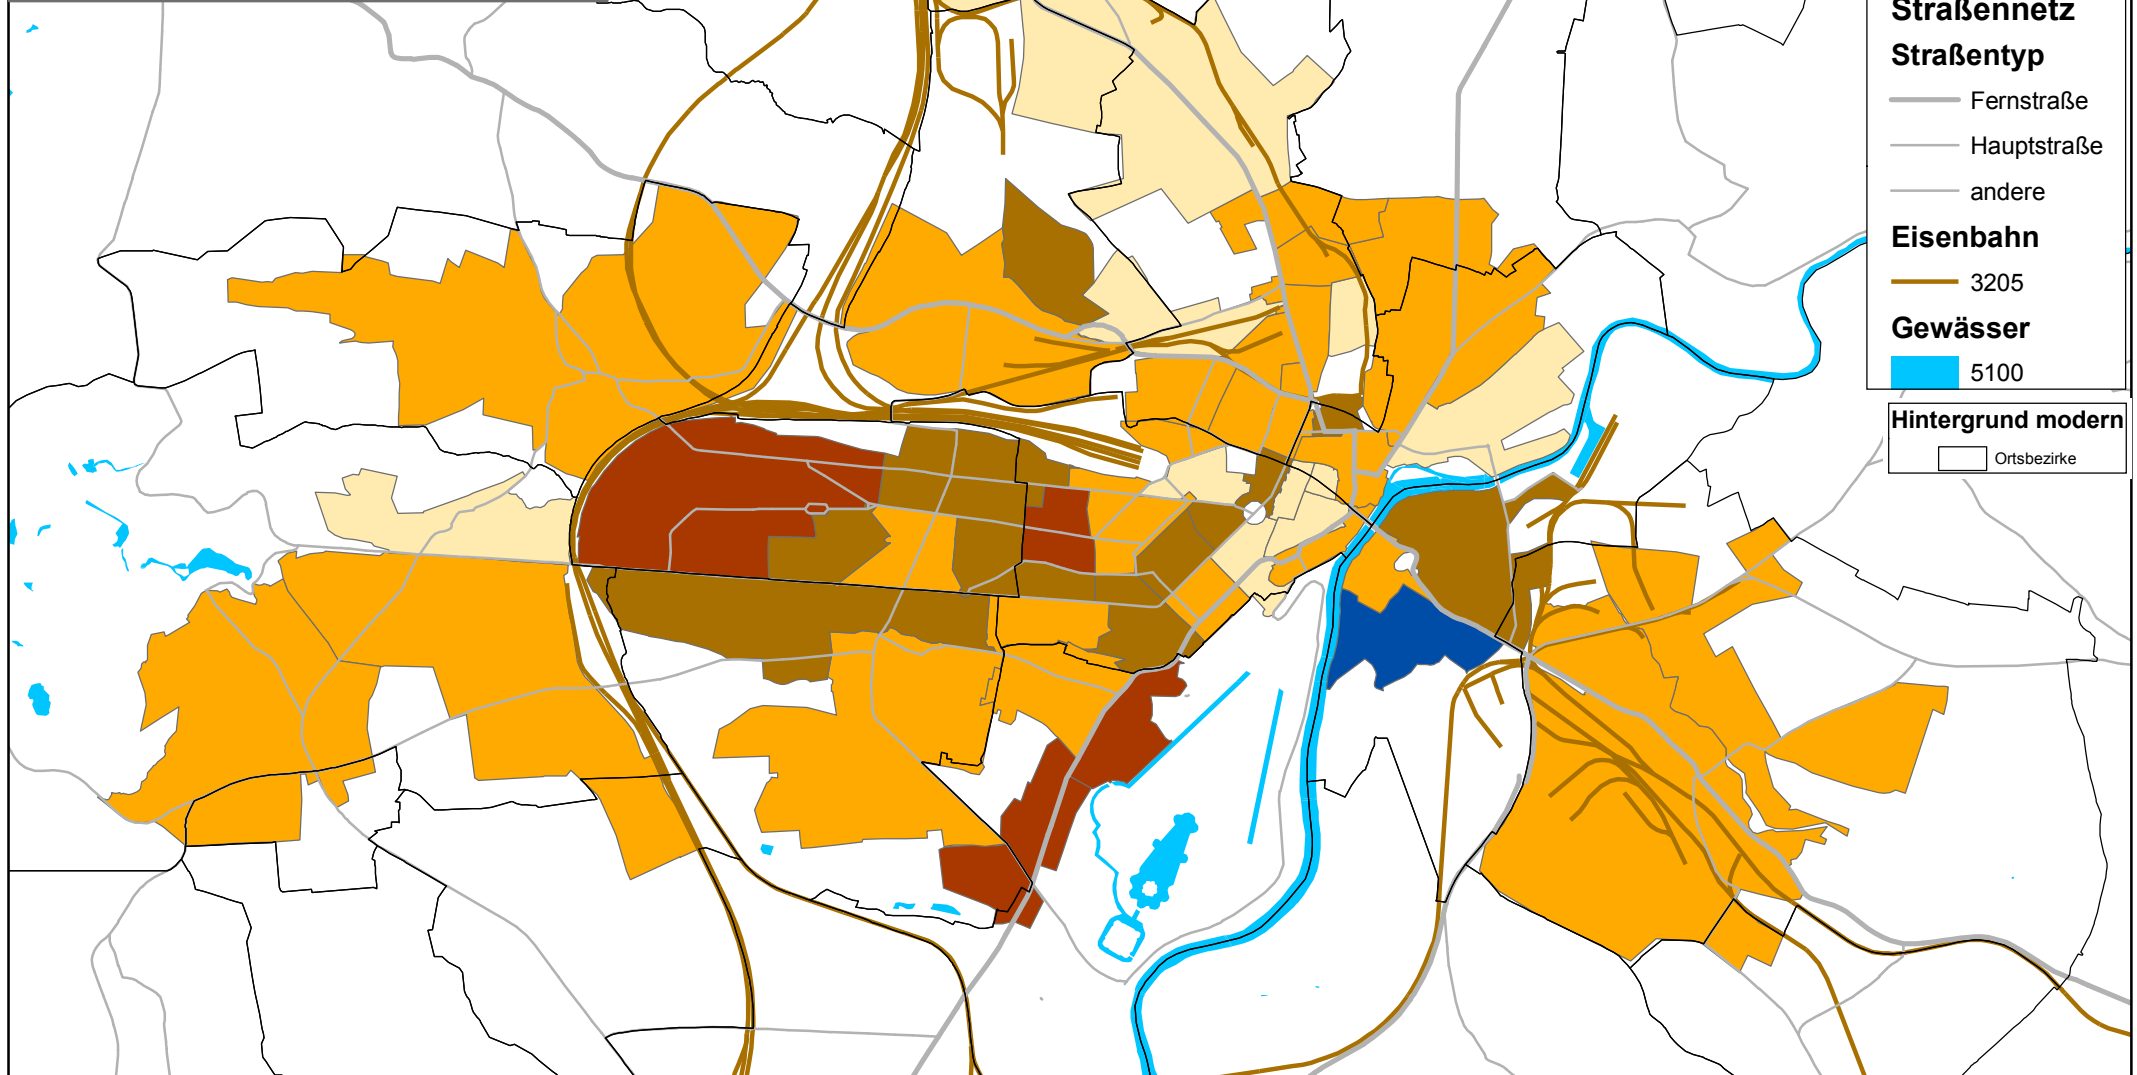 Straßennetz
Straßentyp
Fernstraße
Hauptstraße
andere
Eisenbahn
3205
Gewässer
5100
Hintergrund modern
Ortsbezirke